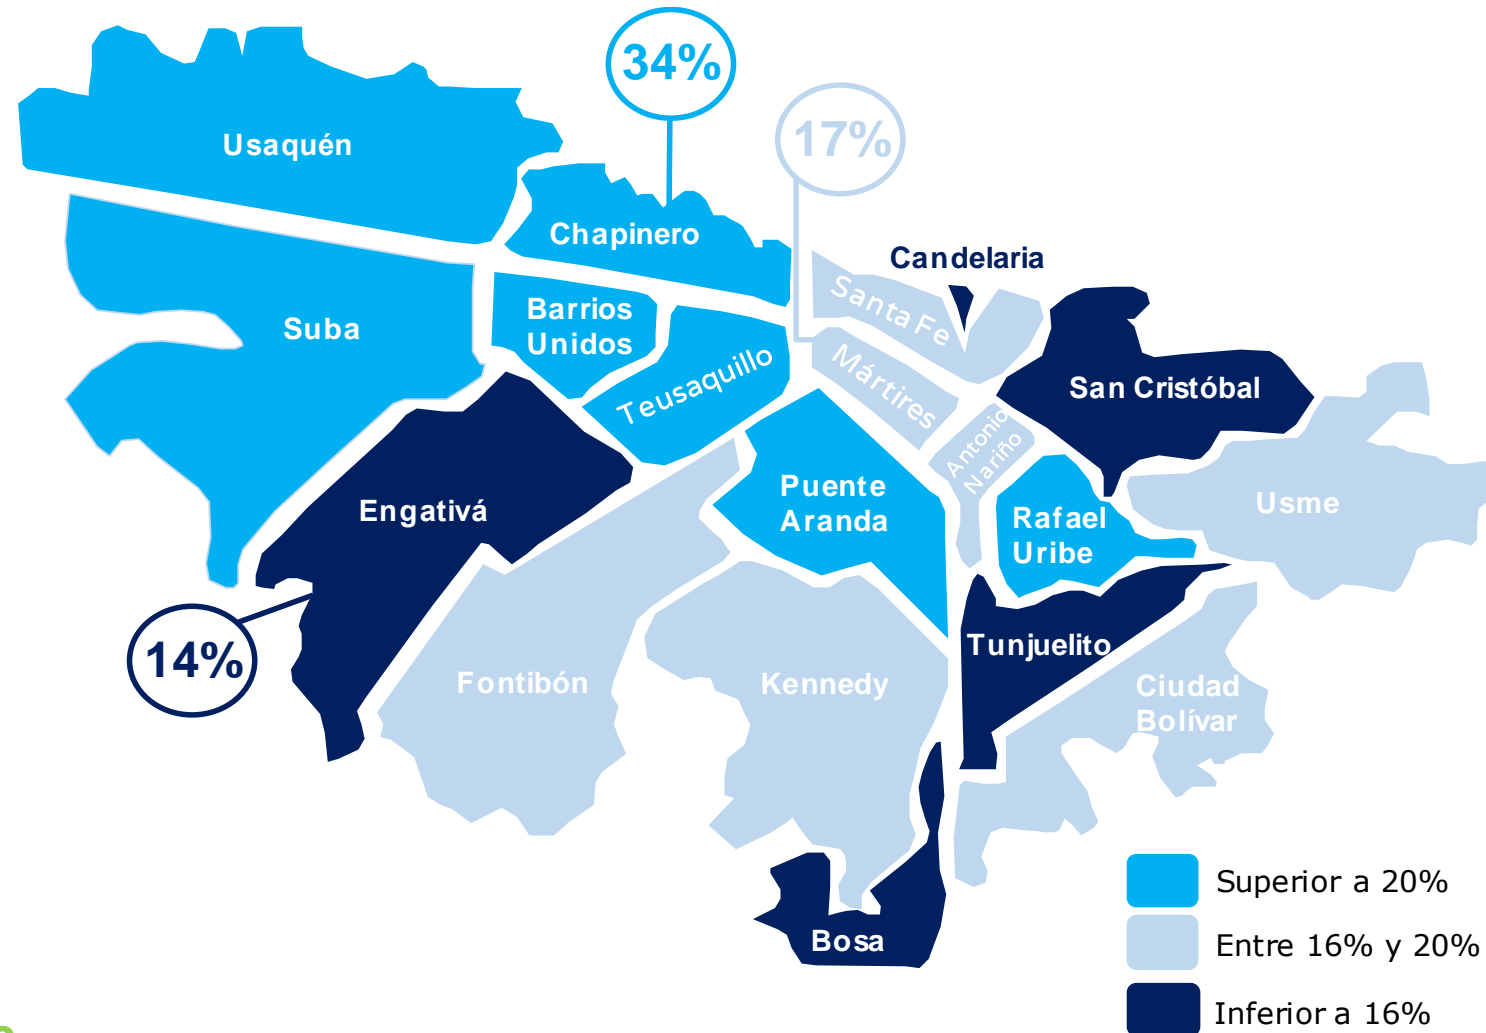 34%
17%
Usaquén
Chapinero
Candelaria
Santa Fe
Suba
Barrios
Unidos
Teusaquillo
Mártires
San Cristóbal
Antonio
Nariño
Engativá
Puente
Aranda
Rafael
Uribe
Usme
14%
Fontibón
Kennedy
Tunjuelito
Ciudad
Bolívar
Bosa
Superior a 20%
Entre 16% y 20%
Inferior a 16%